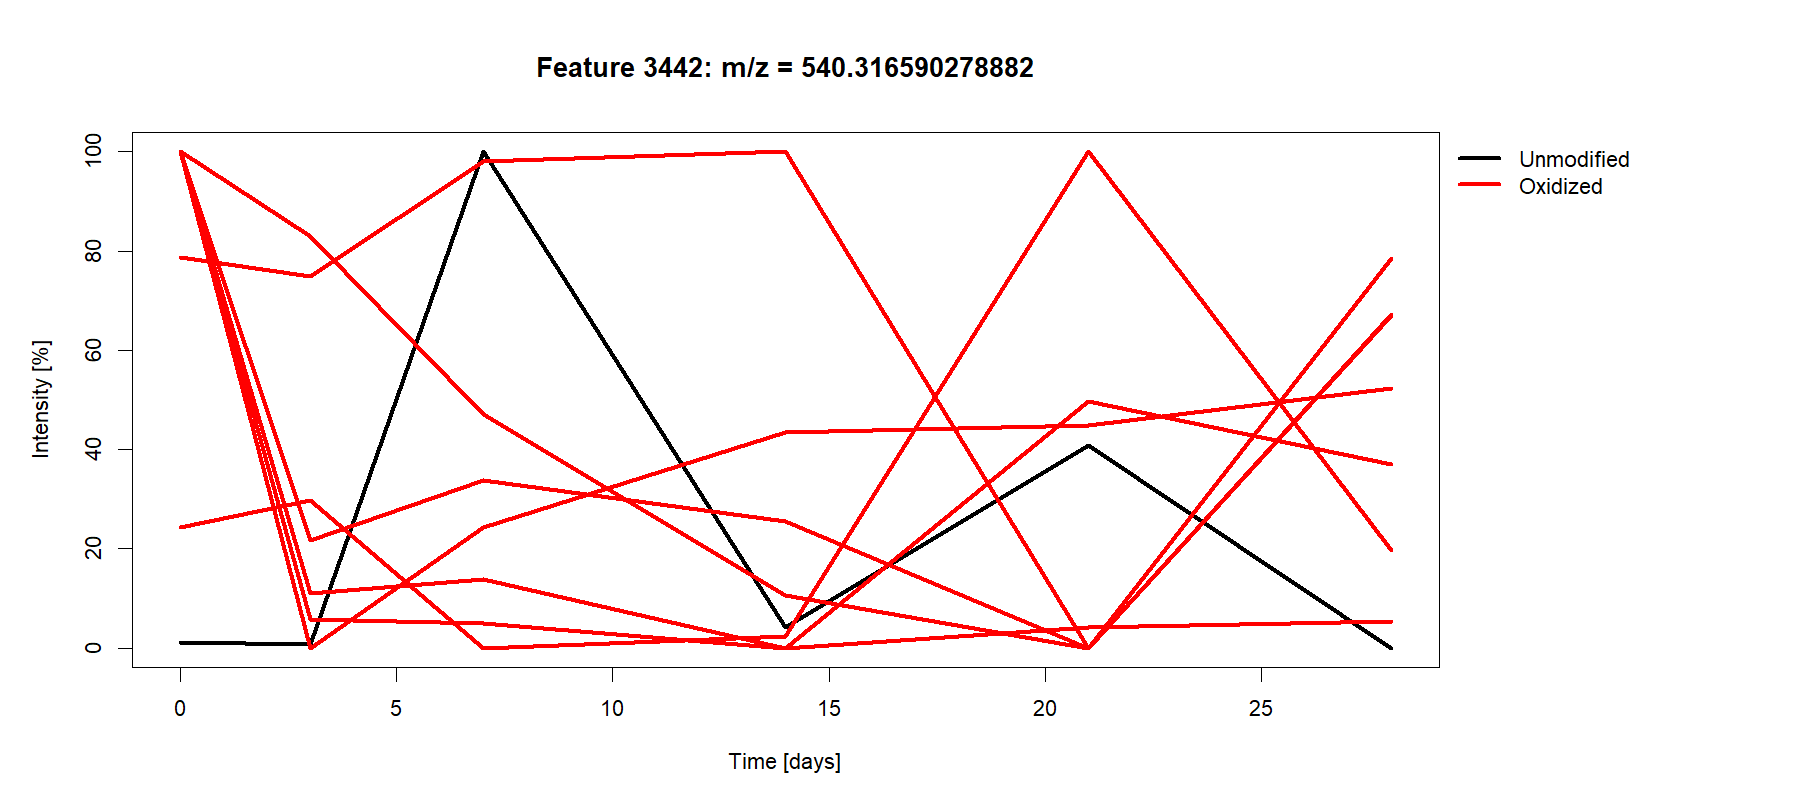 Feature 3442: m/z = 540.316590278882
Unmodified
Oxidized
Intensity [%]
100
80
60
40
20
0
0 5 10 15 20 25
Time [days]